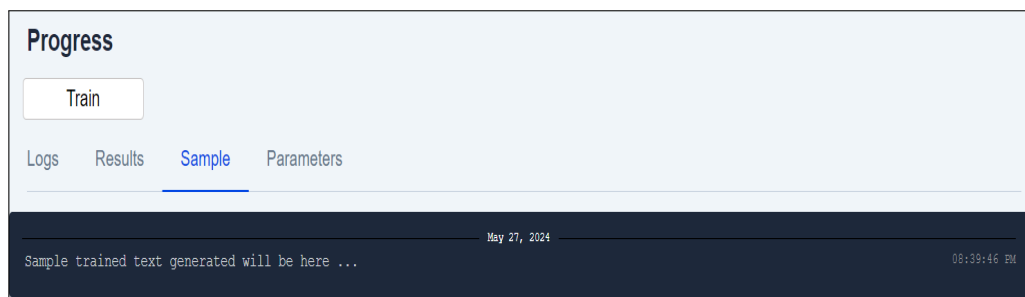 Progress
Train
Logs Results Sample Parameters
May 27, 2024
Sample trained text generated will be here ... 08:39:46 PM